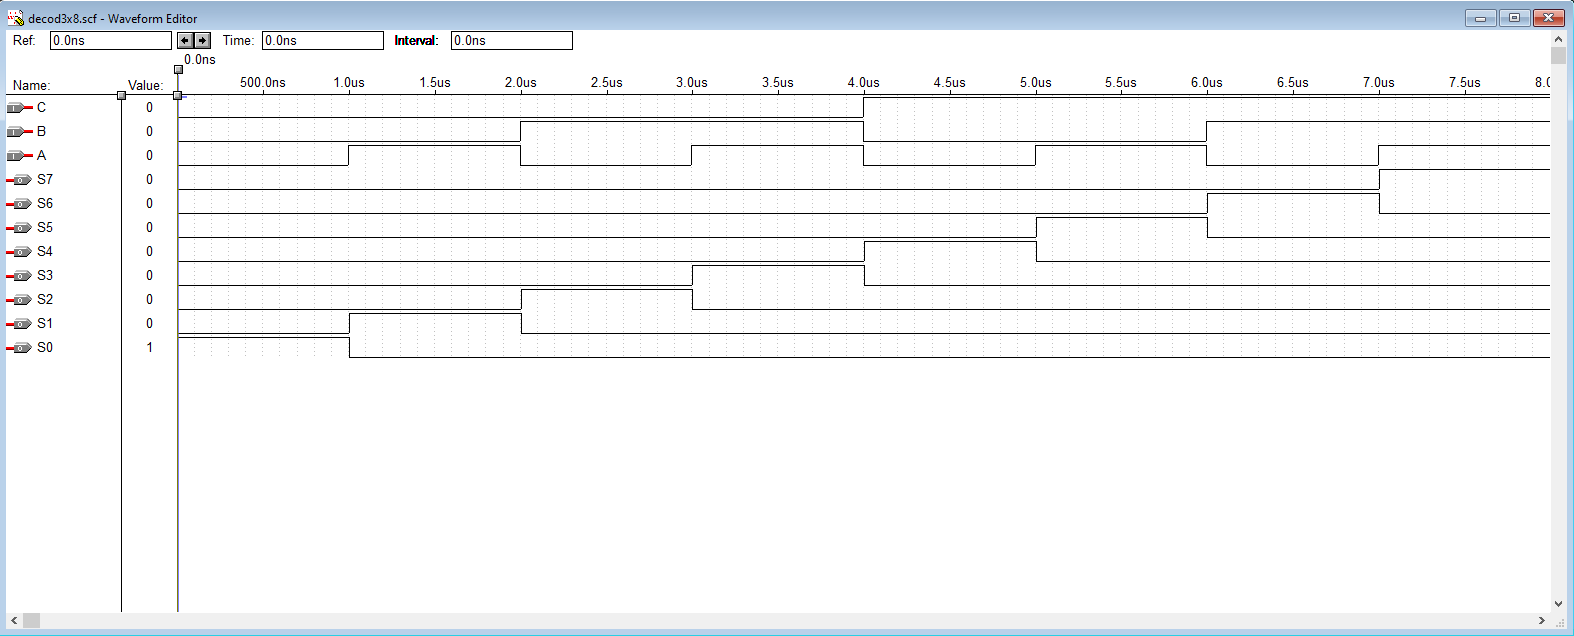 decod3x8.scf - Waveform Editor
Ref: 0.0ns Time: 0.0ns Interval: 0.0ns
0.0ns
Name: Value: 500.0ns 1.0us 1.5us 2.0us 2.5us 3.0us 3.5us 4.0us 4.5us 5.0us 5.5us 6.0us 6.5us 7.0us 7.5us 8.0
C 0
B 0
A 0
S7 0
S6 0
S5 0
S4 0
S3 0
S2 0
S1 0
S0 1